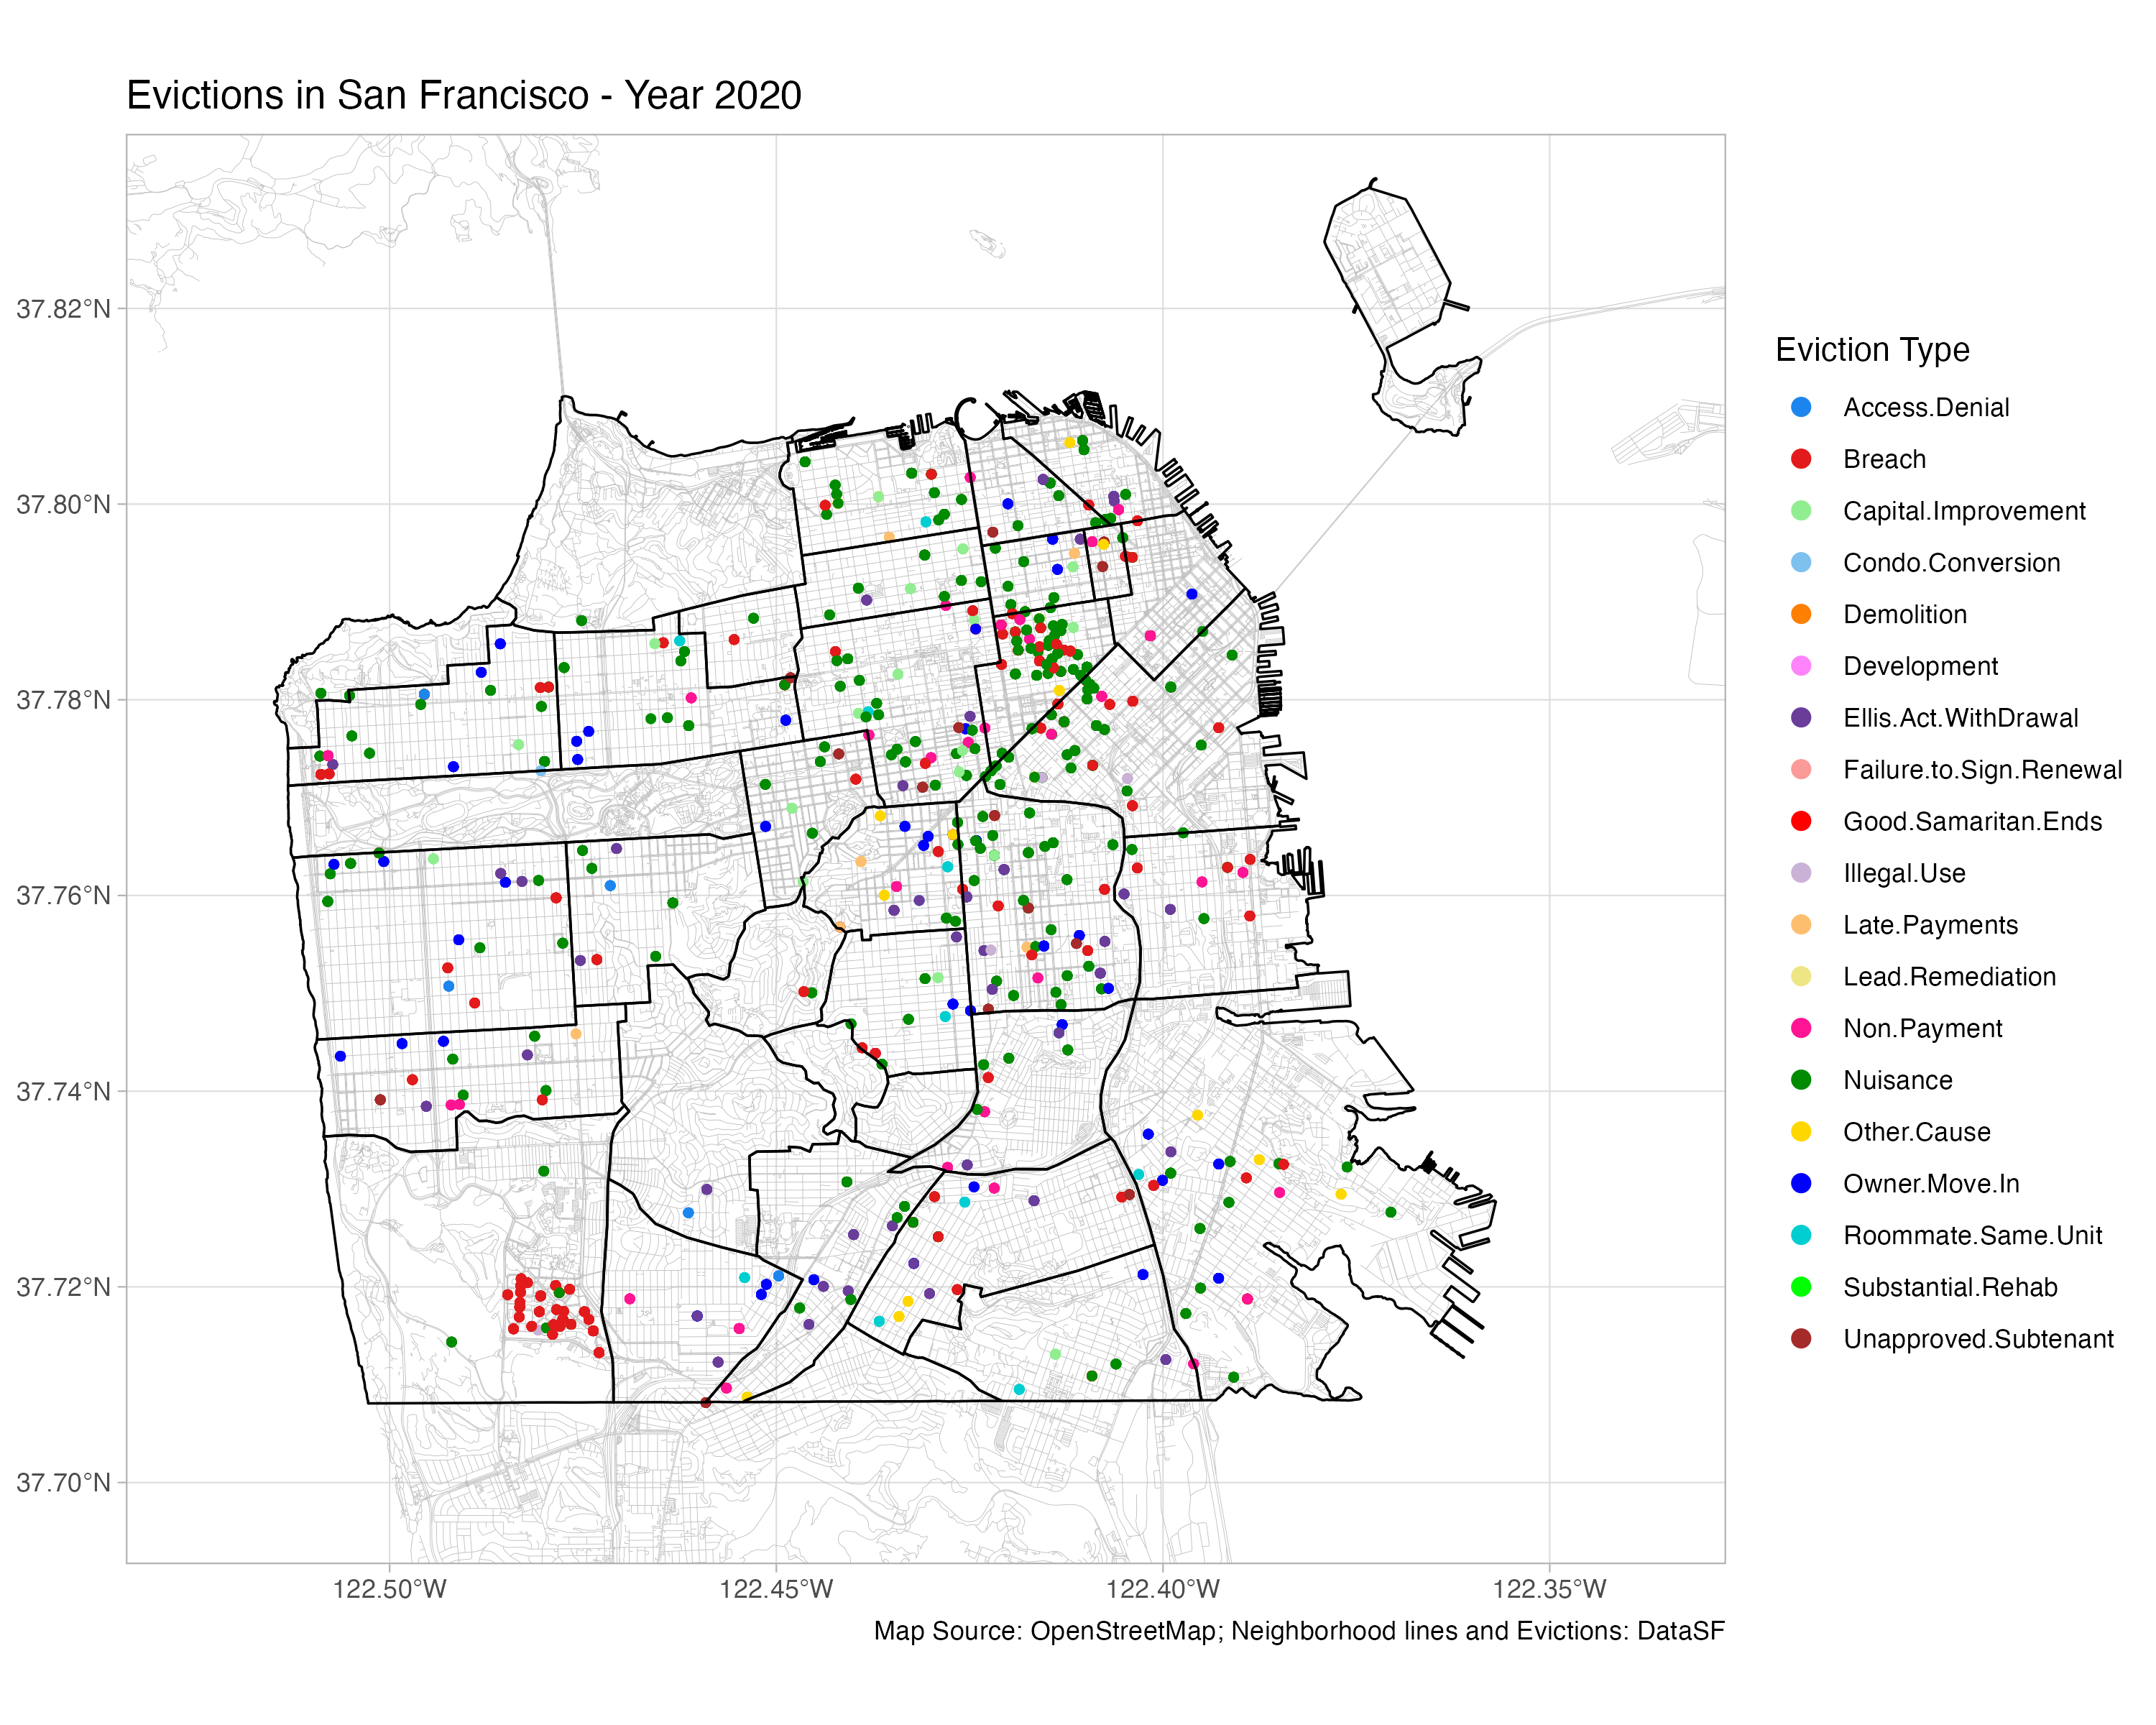 Evictions in San Francisco - Year 2020
37.82°N
37.80°N
37.78°N
37.76°N
37.74°N
37.72°N
37.70°N
122.50°W
122.45°W
122.40°W
122.35°W
Eviction Type
Access.Denial
Breach
Capital.Improvement
Condo.Conversion
Demolition
Development
Ellis.Act.WithDrawal
Failure.to.Sign.Renewal
Good.Samaritan.Ends
Illegal.Use
Late.Payments
Lead.Remediation
Non.Payment
Nuisance
Other.Cause
Owner.Move.In
Roommate.Same.Unit
Substantial.Rehab
Unapproved.Subtenant
Map Source: OpenStreetMap; Neighborhood lines and Evictions: DataSF